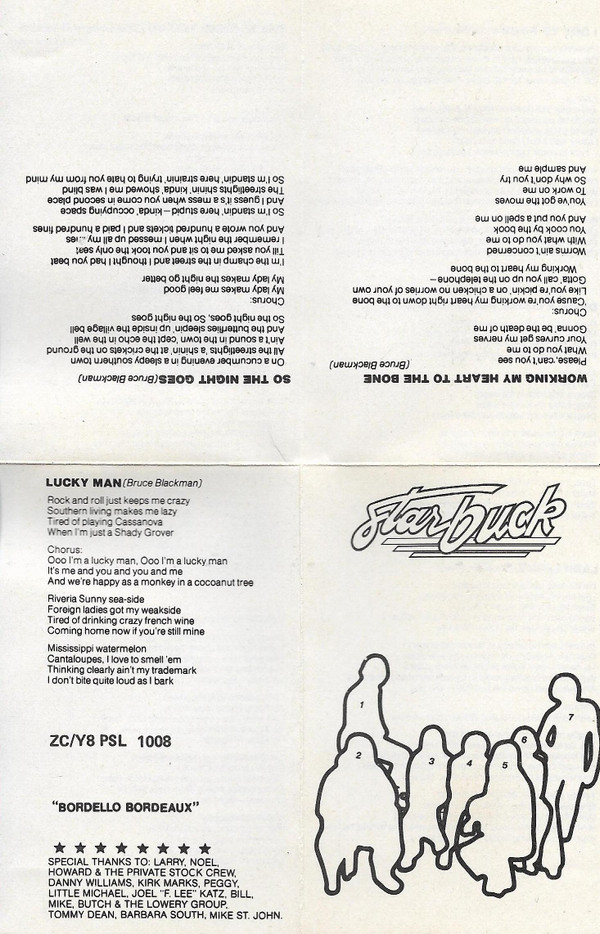 WORKING MY HEART TO THE BONE
(Bruce Blackman)
Please, can't you see
What you do to me
Your curves get my nerves
Gonna' be the death of me
Chorus:
'Cause you're working my heart right down to the bone
Like you're pickin' on a chicken no worries of your own
Gotta' call you up on the telephone –
Working my heart to the bone
Worms ain't concerned
With what you do to me
You cook by the book
And you put a spell on me
You've got the moves
To work on me
So why don't you try
And sample me
SO THE NIGHT GOES (Bruce Blackman)
On a cucumber evening in a sleepy southern town
All the streetlights a shinin' at the crickets on the ground
Ain't a sound in the town 'cept the echo in the well
And the butterflies sleepin' up inside the village bell
So the night goes, So the night goes
Chorus:
My lady makes me feel good
My lady makes the night go better
I'm the champ in the street and I thought I had you beat
Till you asked me to sit and you took the only seat
I remember the night when I messed up all my
And you wrote a hundred tickets and I paid a hundred fines
So I'm standin' here stupid – kinda' occupying space
And I guess it's a mess when you come in second place
The streetlights shinin' kinda' showed me I was blind
So I'm standin' here strainin' trying to hate you from my mind
LUCKY MAN (Bruce Blackman)
Rock and roll just keeps me crazy
Southern living makes me lazy
Tired of playing Cassanova
When I'm just a Shady Grover
Chorus:
Ooo I'm a lucky man, Ooo I'm a lucky man
It's me and you and you and me
And we're happy as a monkey in a cocoanut tree
Riveria Sunny sea-side
Foreign ladies got my weakside
Tired of drinking crazy french wine
Coming home now if you're still mine
Mississippi watermelon
Cantaloupes, I love to smell 'em
Thinking clearly ain't my trademark
I don't bite quite loud as I bark
ZC/Y8 PSL 1008
"BORDELLO BORDEAUX"
SPECIAL THANKS TO: LARRY, NOEL,
HOWARD & THE PRIVATE STOCK CREW,
DANNY WILLIAMS, KIRK MARKS, PEGGY,
LITTLE MICHAEL, JOEL "F. LEE" KATZ, BILL,
MIKE, BUTCH & THE LOWERY GROUP.
TOMMY DEAN, BARBARA SOUTH, MIKE ST. JOHN.
starbuck
1
2
3
4
5
6
7